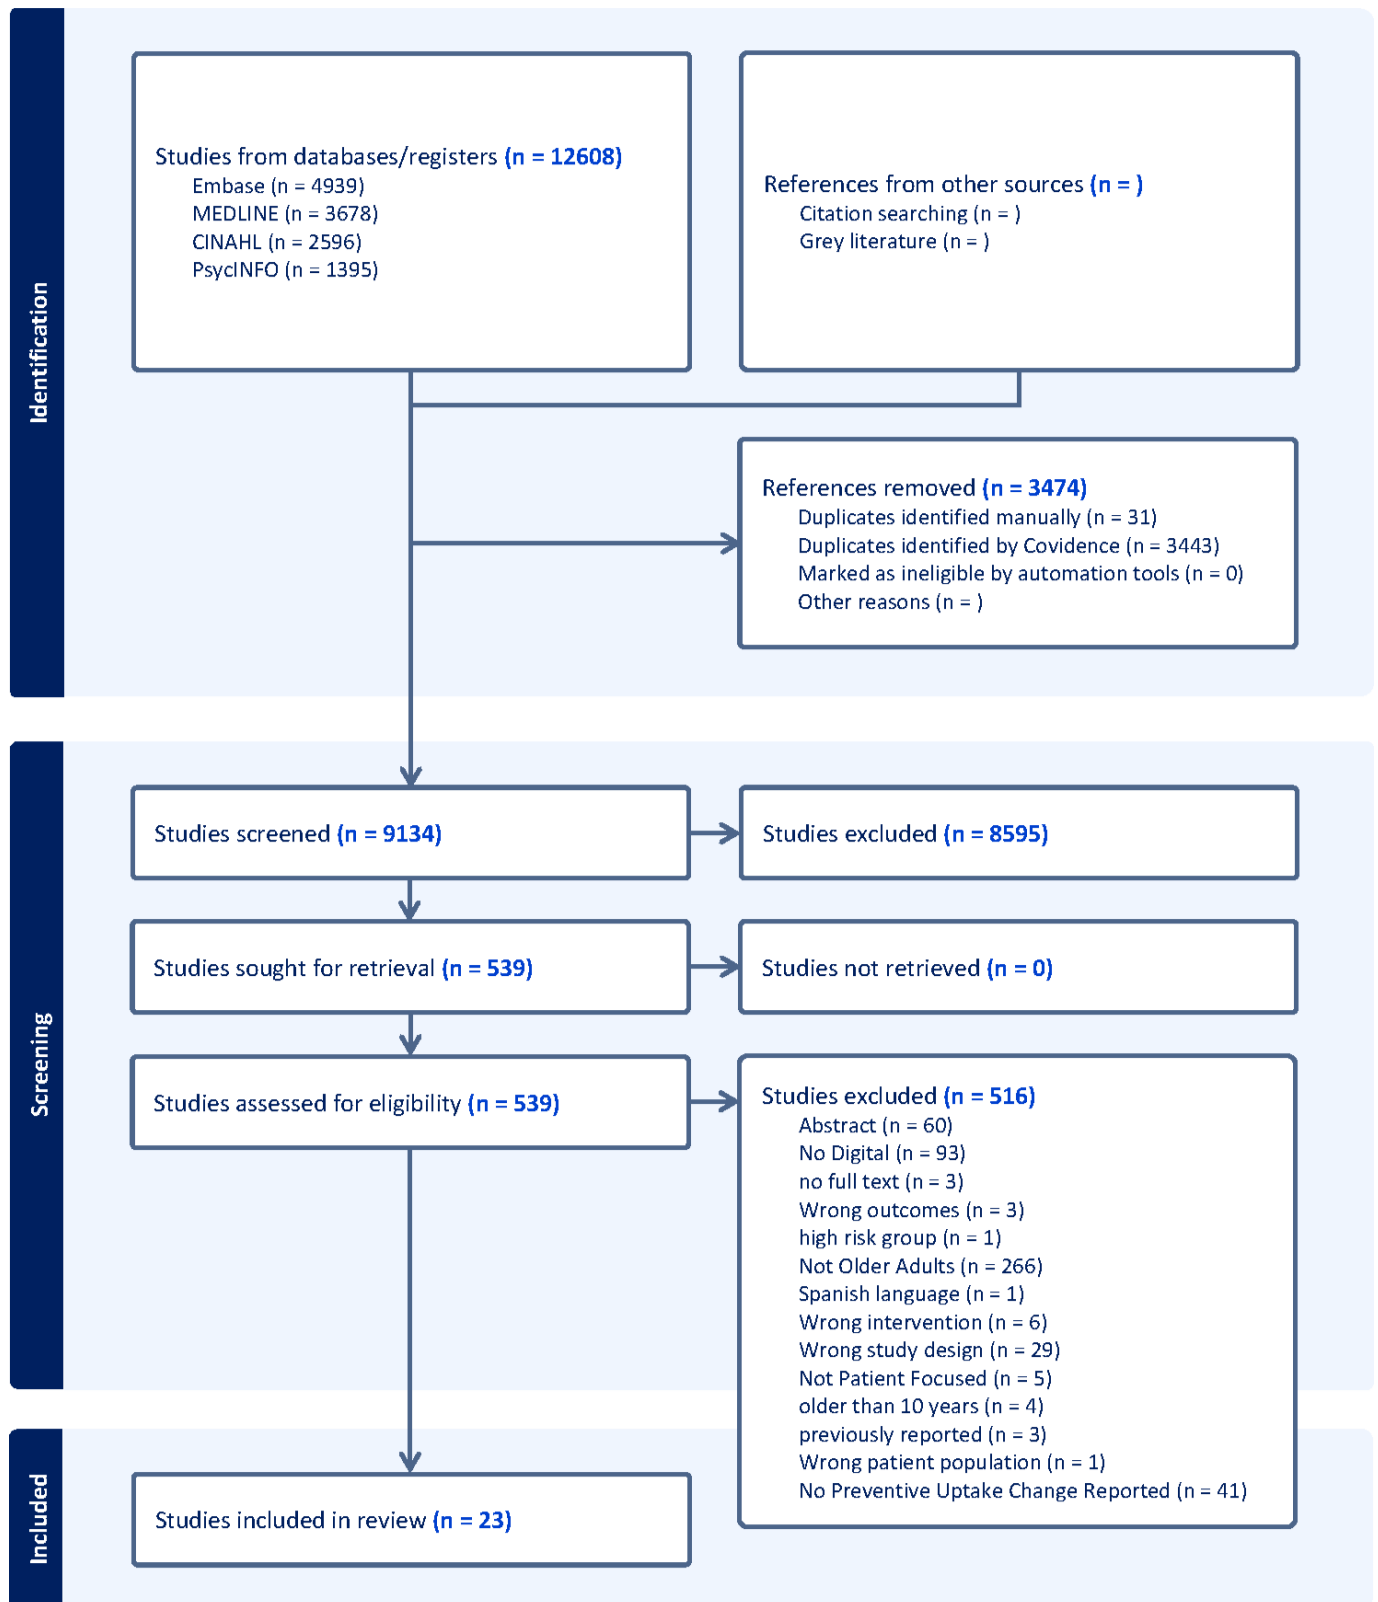 Identification
Studies from databases/registers (n = 12608)
Embase (n = 4939)
MEDLINE (n = 3678)
CINAHL (n = 2596)
PsycINFO (n = 1395)
References from other sources (n = )
Citation searching (n = )
Grey literature (n = )
References removed (n = 3474)
Duplicates identified manually (n = 31)
Duplicates identified by Covidence (n = 3443)
Marked as ineligible by automation tools (n = 0)
Other reasons (n = )
Screening
Studies screened (n = 9134)
Studies excluded (n = 8595)
Studies sought for retrieval (n = 539)
Studies not retrieved (n = 0)
Studies assessed for eligibility (n = 539)
Studies excluded (n = 516)
Abstract (n = 60)
No Digital (n = 93)
no full text (n = 3)
Wrong outcomes (n = 3)
high risk group (n = 1)
Not Older Adults (n = 266)
Spanish language (n = 1)
Wrong intervention (n = 6)
Wrong study design (n = 29)
Not Patient Focused (n = 5)
older than 10 years (n = 4)
previously reported (n = 3)
Wrong patient population (n = 1)
No Preventive Uptake Change Reported (n = 41)
Included
Studies included in review (n = 23)